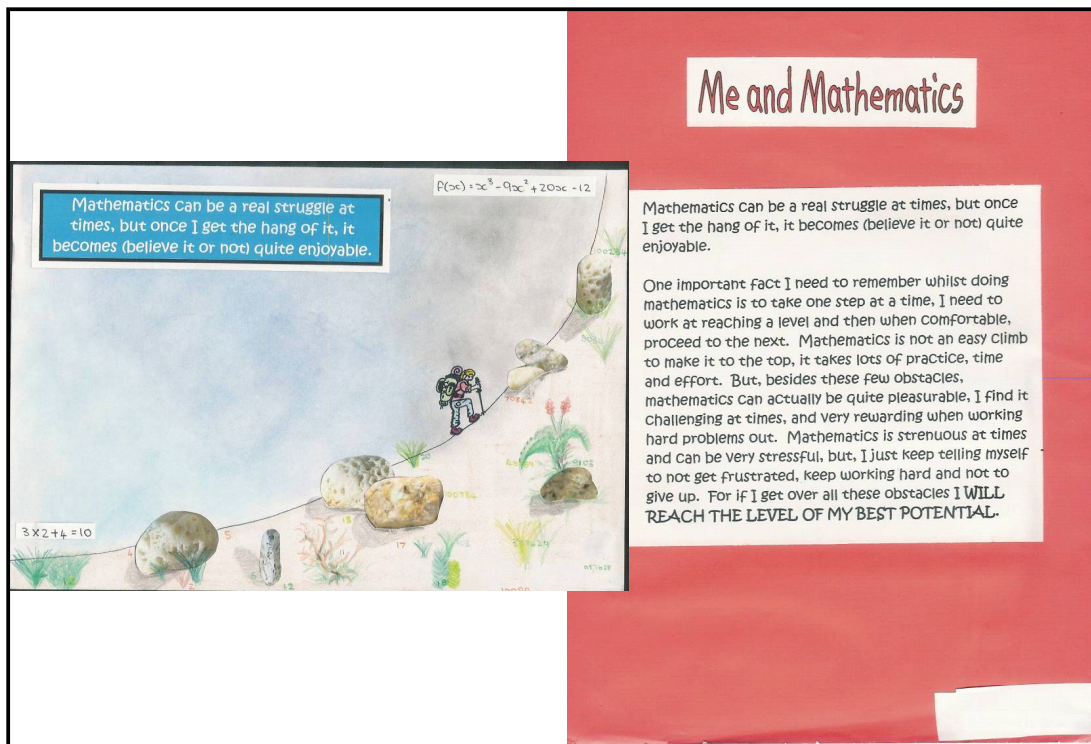 Me and Mathematics
f(x) = x³ - 9x² + 20x - 12
Mathematics can be a real struggle at
times, but once I get the hang of it, it
becomes (believe it or not) quite enjoyable.
3 x 2 + 4 = 10
4
5
12
13
11
17
20
18
9103
Mathematics can be a real struggle at times, but once
I get the hang of it, it becomes (believe it or not) quite
enjoyable.
One important fact I need to remember whilst doing
mathematics is to take one step at a time, I need to
work at reaching a level and then when comfortable,
proceed to the next. Mathematics is not an easy climb
to make it to the top, it takes lots of practice, time
and effort. But, besides these few obstacles,
mathematics can actually be quite pleasurable, I find it
challenging at times, and very rewarding when working
hard problems out. Mathematics is strenuous at times
and can be very stressful, but, I just keep telling myself
to not get frustrated, keep working hard and not to
give up. For if I get over all these obstacles I WILL
REACH THE LEVEL OF MY BEST POTENTIAL.